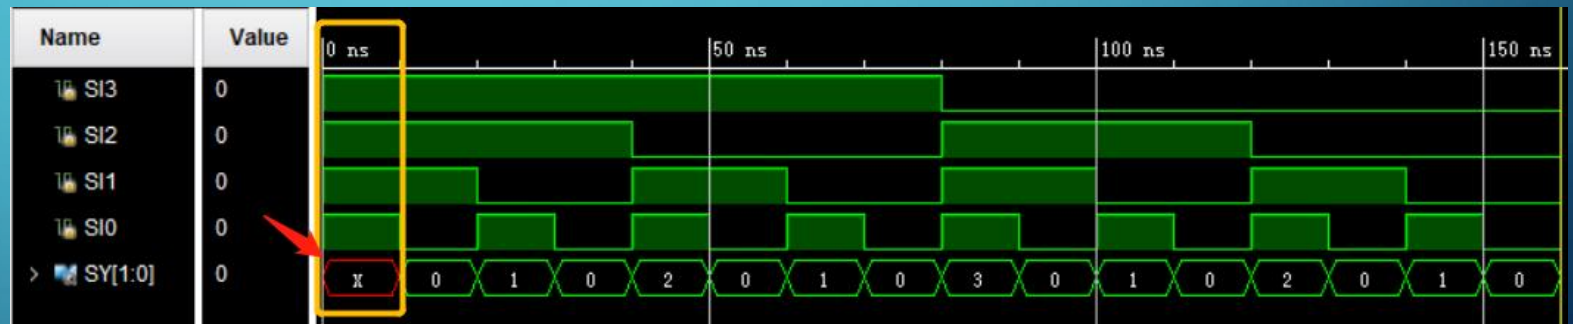 Name Value 0 ns 50 ns 100 ns 150 ns
SI3 0
SI2 0
SI1 0
SI0 0
> SY[1:0] 0 X 0 1 0 2 0 1 0 3 0 1 0 2 0 1 0